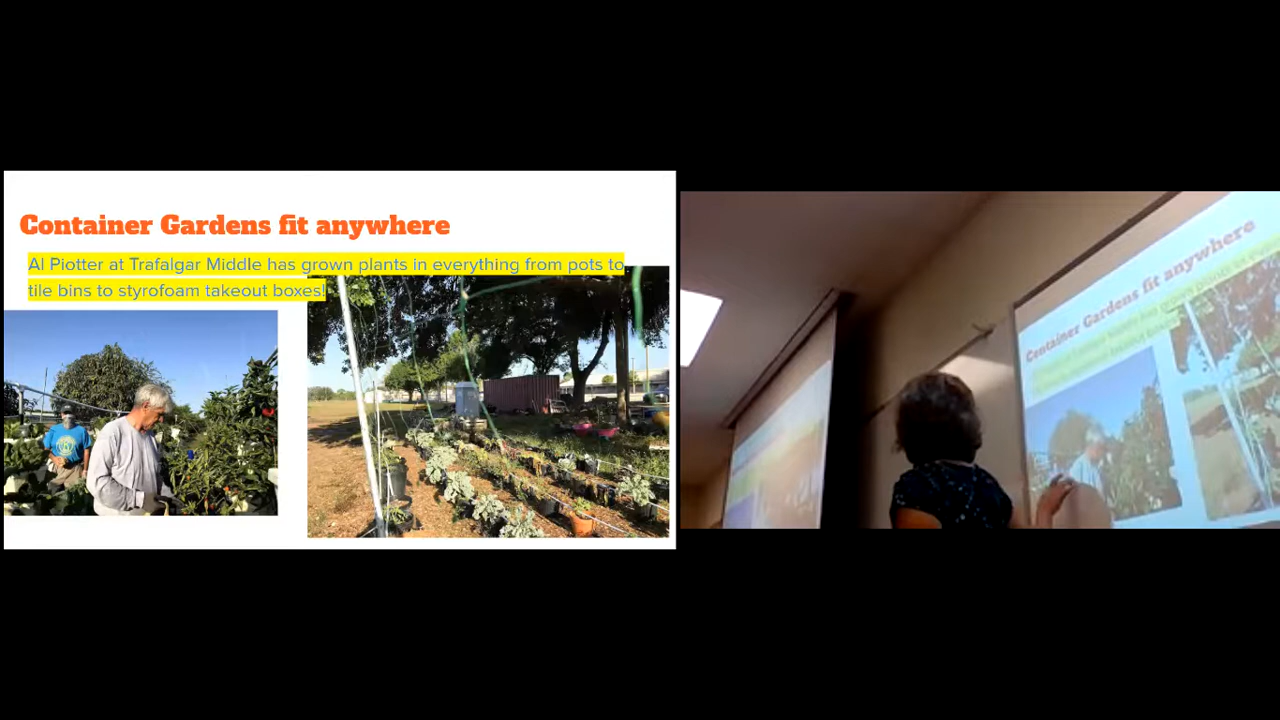 Container Gardens fit anywhere
Al Piotter at Trafalgar Middle has grown plants in everything from pots to
tile bins to styrofoam takeout boxes!
Container Gardens fit anywhere